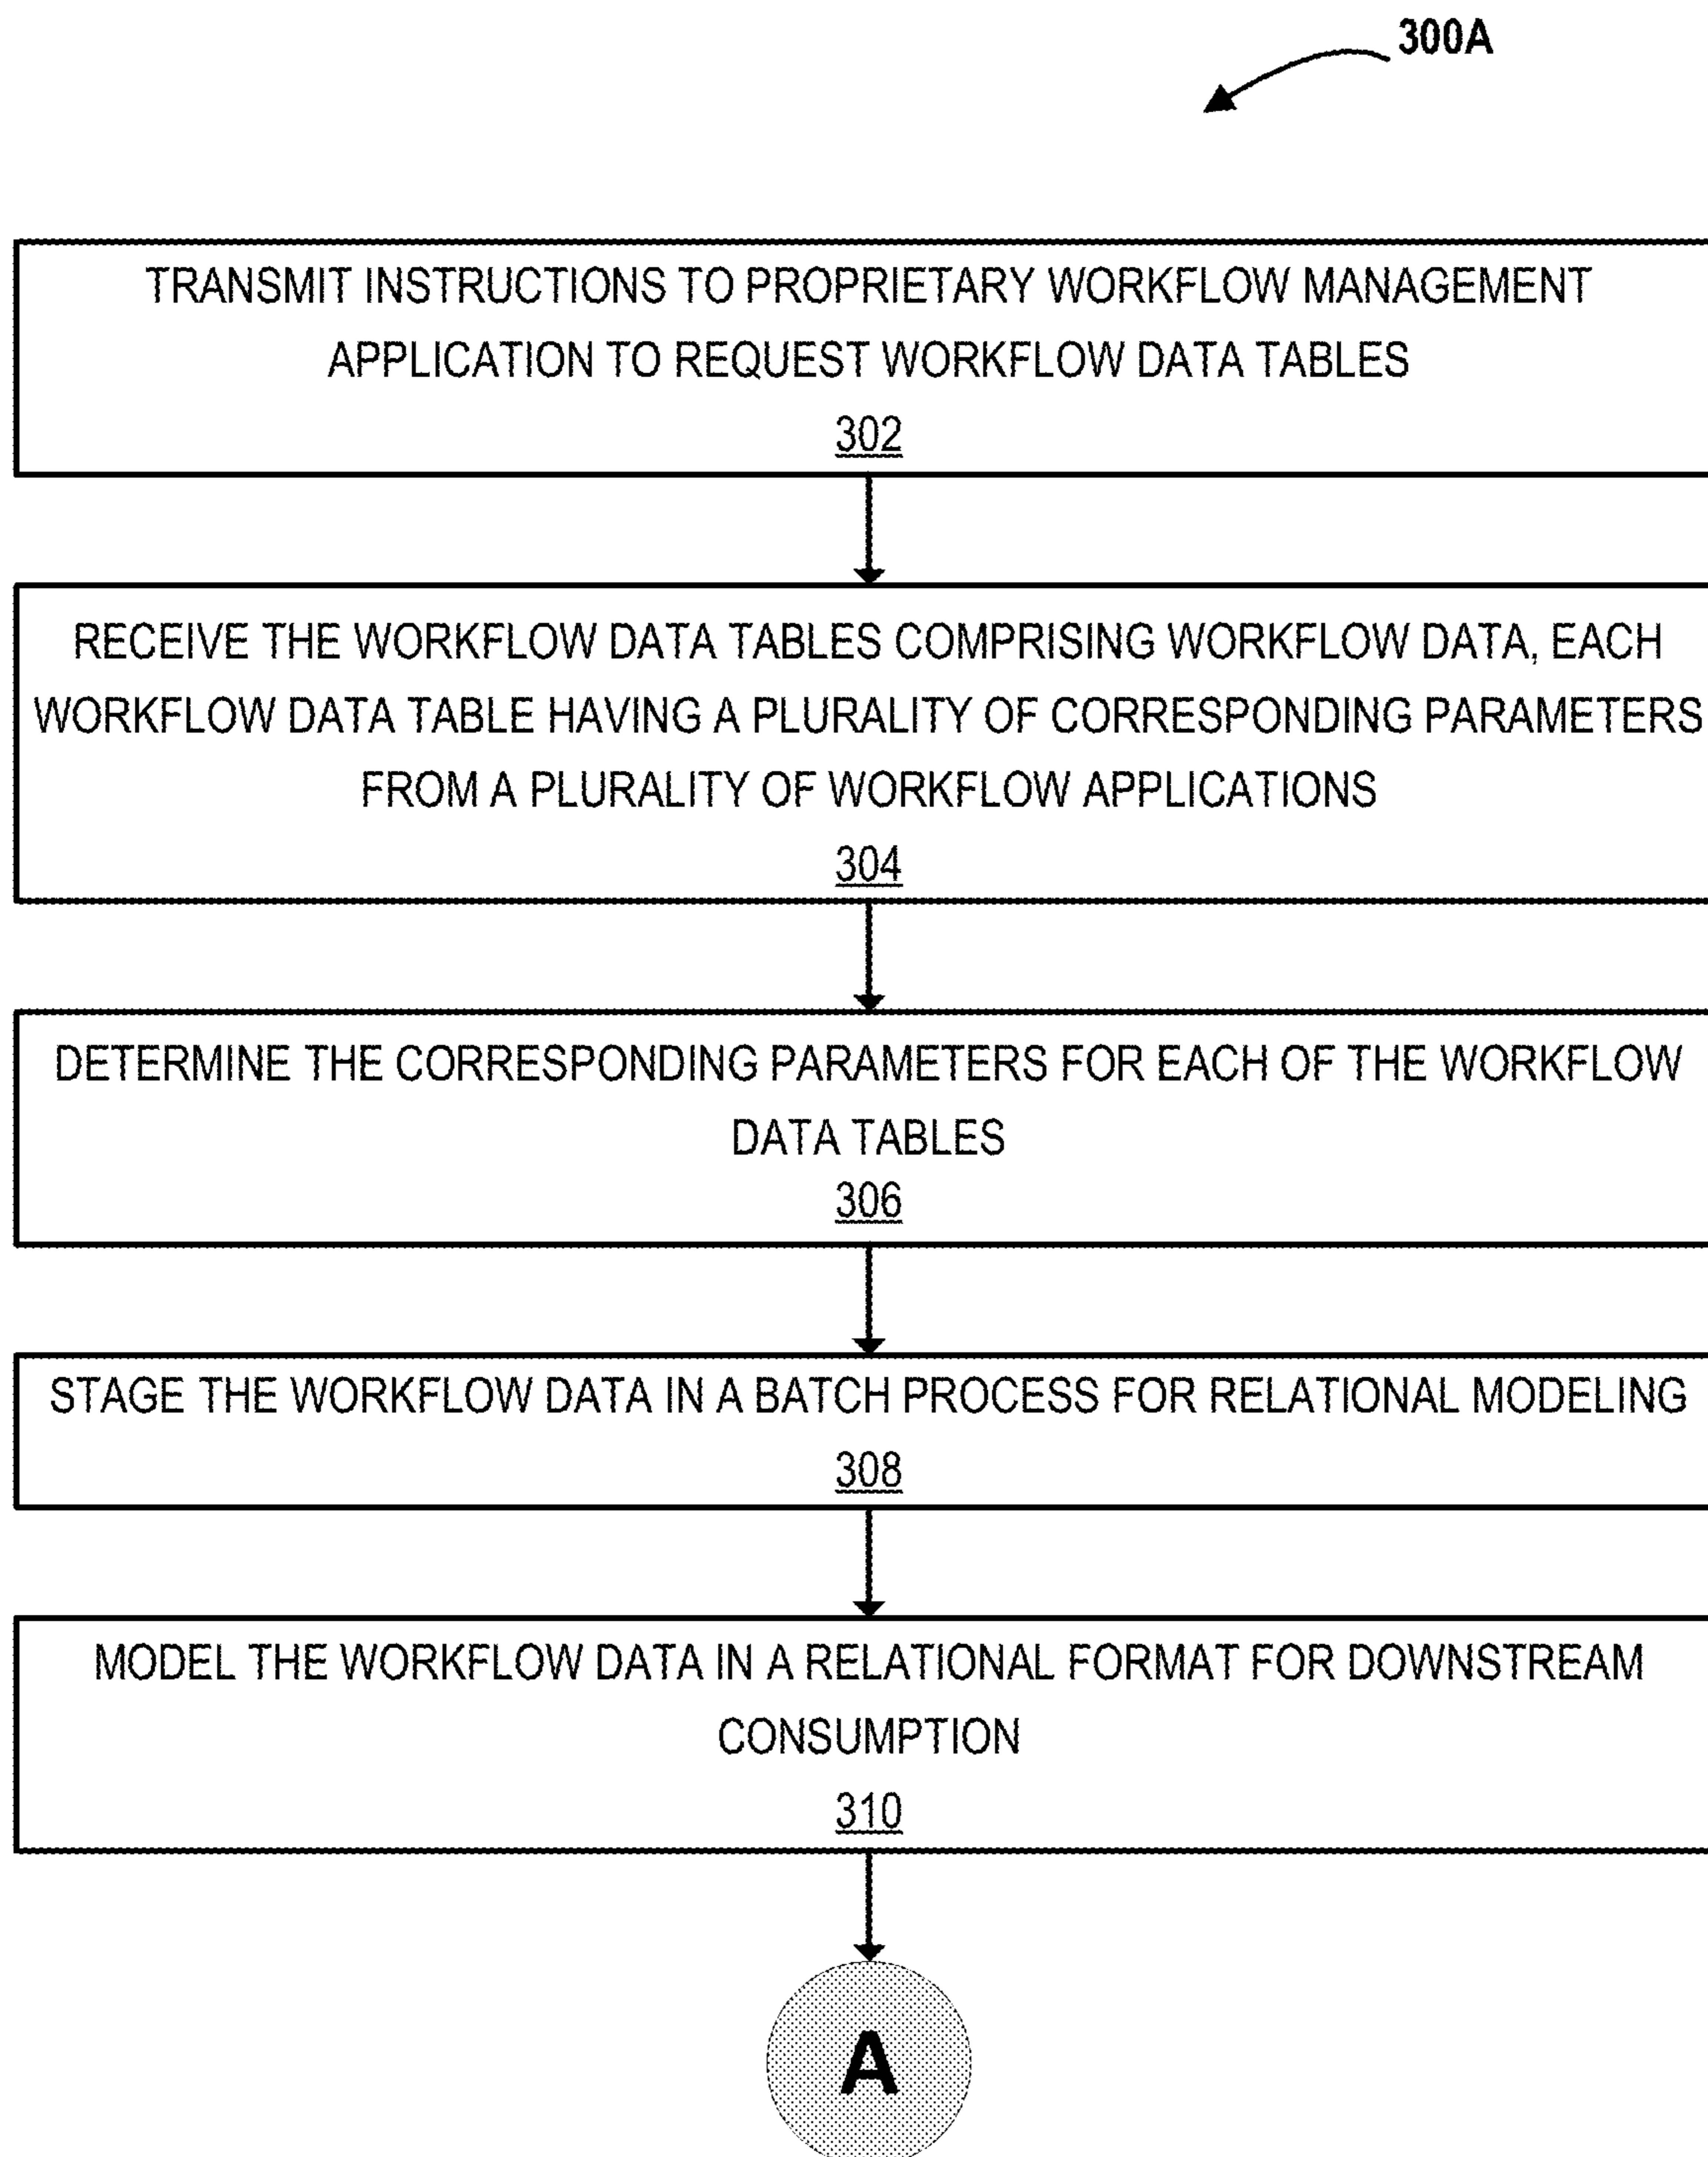 300A
TRANSMIT INSTRUCTIONS TO PROPRIETARY WORKFLOW MANAGEMENT
APPLICATION TO REQUEST WORKFLOW DATA TABLES
302
RECEIVE THE WORKFLOW DATA TABLES COMPRISING WORKFLOW DATA, EACH
WORKFLOW DATA TABLE HAVING A PLURALITY OF CORRESPONDING PARAMETERS
FROM A PLURALITY OF WORKFLOW APPLICATIONS
304
DETERMINE THE CORRESPONDING PARAMETERS FOR EACH OF THE WORKFLOW
DATA TABLES
306
STAGE THE WORKFLOW DATA IN A BATCH PROCESS FOR RELATIONAL MODELING
308
MODEL THE WORKFLOW DATA IN A RELATIONAL FORMAT FOR DOWNSTREAM
CONSUMPTION
310
A